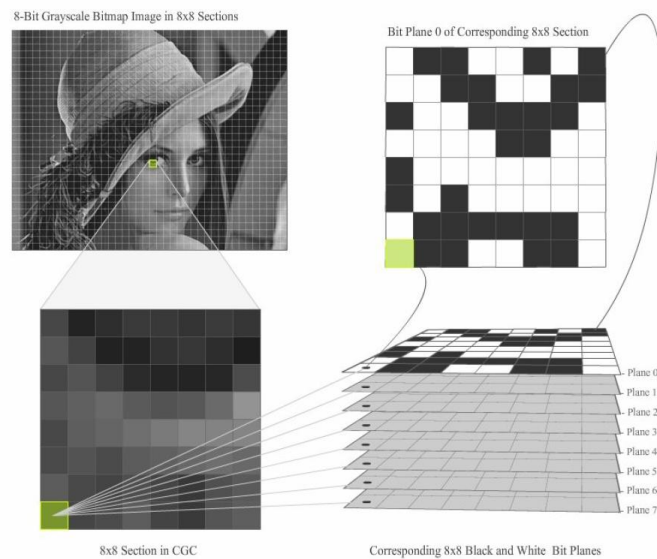 8-Bit Grayscale Bitmap Image in 8x8 Sections
Bit Plane 0 of Corresponding 8x8 Section
Plane 0
Plane 1
Plane 2
Plane 3
Plane 4
Plane 5
Plane 6
Plane 7
8x8 Section in CGC
Corresponding 8x8 Black and White Bit Planes